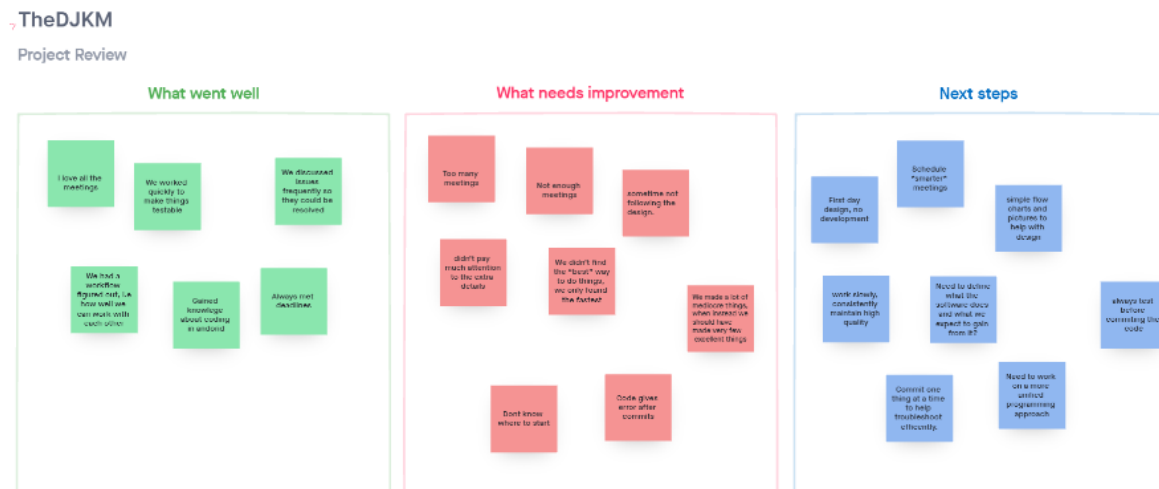 TheDJKM
Project Review
What went well
I love all the
meetings
We worked
quickly to
make things
testable
We discussed
issues
frequently so
they could be
resolved
We had a
workflow
figured out, i.e
how well we
can work with
each other
Gained
knowlege
about coding
in andoid
Always met
deadlines.
What needs improvement
Too many
meetings
Not enough
meetings
sometime not
following the
design.
didn't pay
much attention
to the extra
details
We didn't find
the "best" way
to do things,
we only found
the fastest
We made a lot of
mediocre things,
when instead we
should have
made very few
excellent things
Dont know
where to start
Code gives
error after
commits
Next steps
First day
design, no
development
Schedule
"smarter"
meetings
simple flow
charts and
pictures to
help with
design
work slowly,
consistently
maintain high
quality
Need to define
what the
software does
and what we
expect to gain
from it?
always test
before
commiting the
code
Commit one
thing at a time
to help
troubleshoot
efficently.
Need to work
on a more
unified
programming
approach